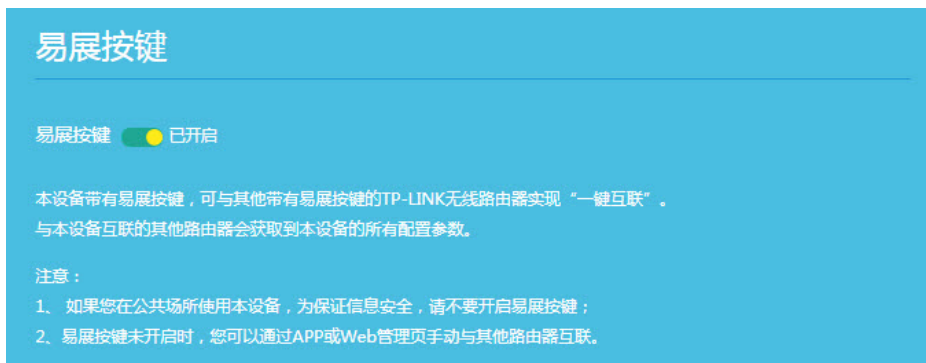 易展按键
易展按键 已开启
本设备带有易展按键，可与其他带有易展按键的TP-LINK无线路由器实现“一键互联”。
与本设备互联的其他路由器会获取到本设备的所有配置参数。
注意：
1、 如果您在公共场所使用本设备，为保证信息安全，请不要开启易展按键；
2、易展按键未开启时，您可以通过APP或Web管理页手动与其他路由器互联。